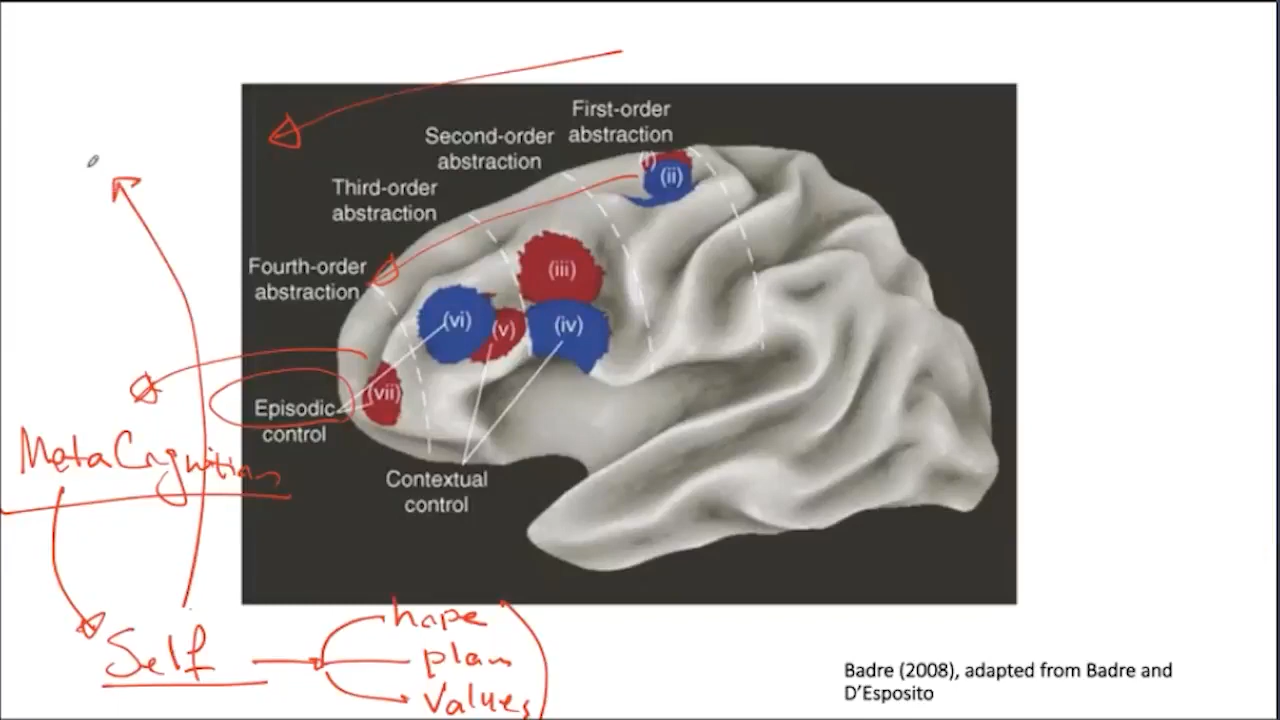 First-order
abstraction
Second-order
abstraction
(i)
(ii)
Third-order
abstraction
Fourth-order
abstraction
(iii)
(vi)
(v)
(iv)
(vii)
Episodic
control
MetaCognition
Contextual
control
Self
hope
plan
values
Badre (2008), adapted from Badre and
D'Esposito